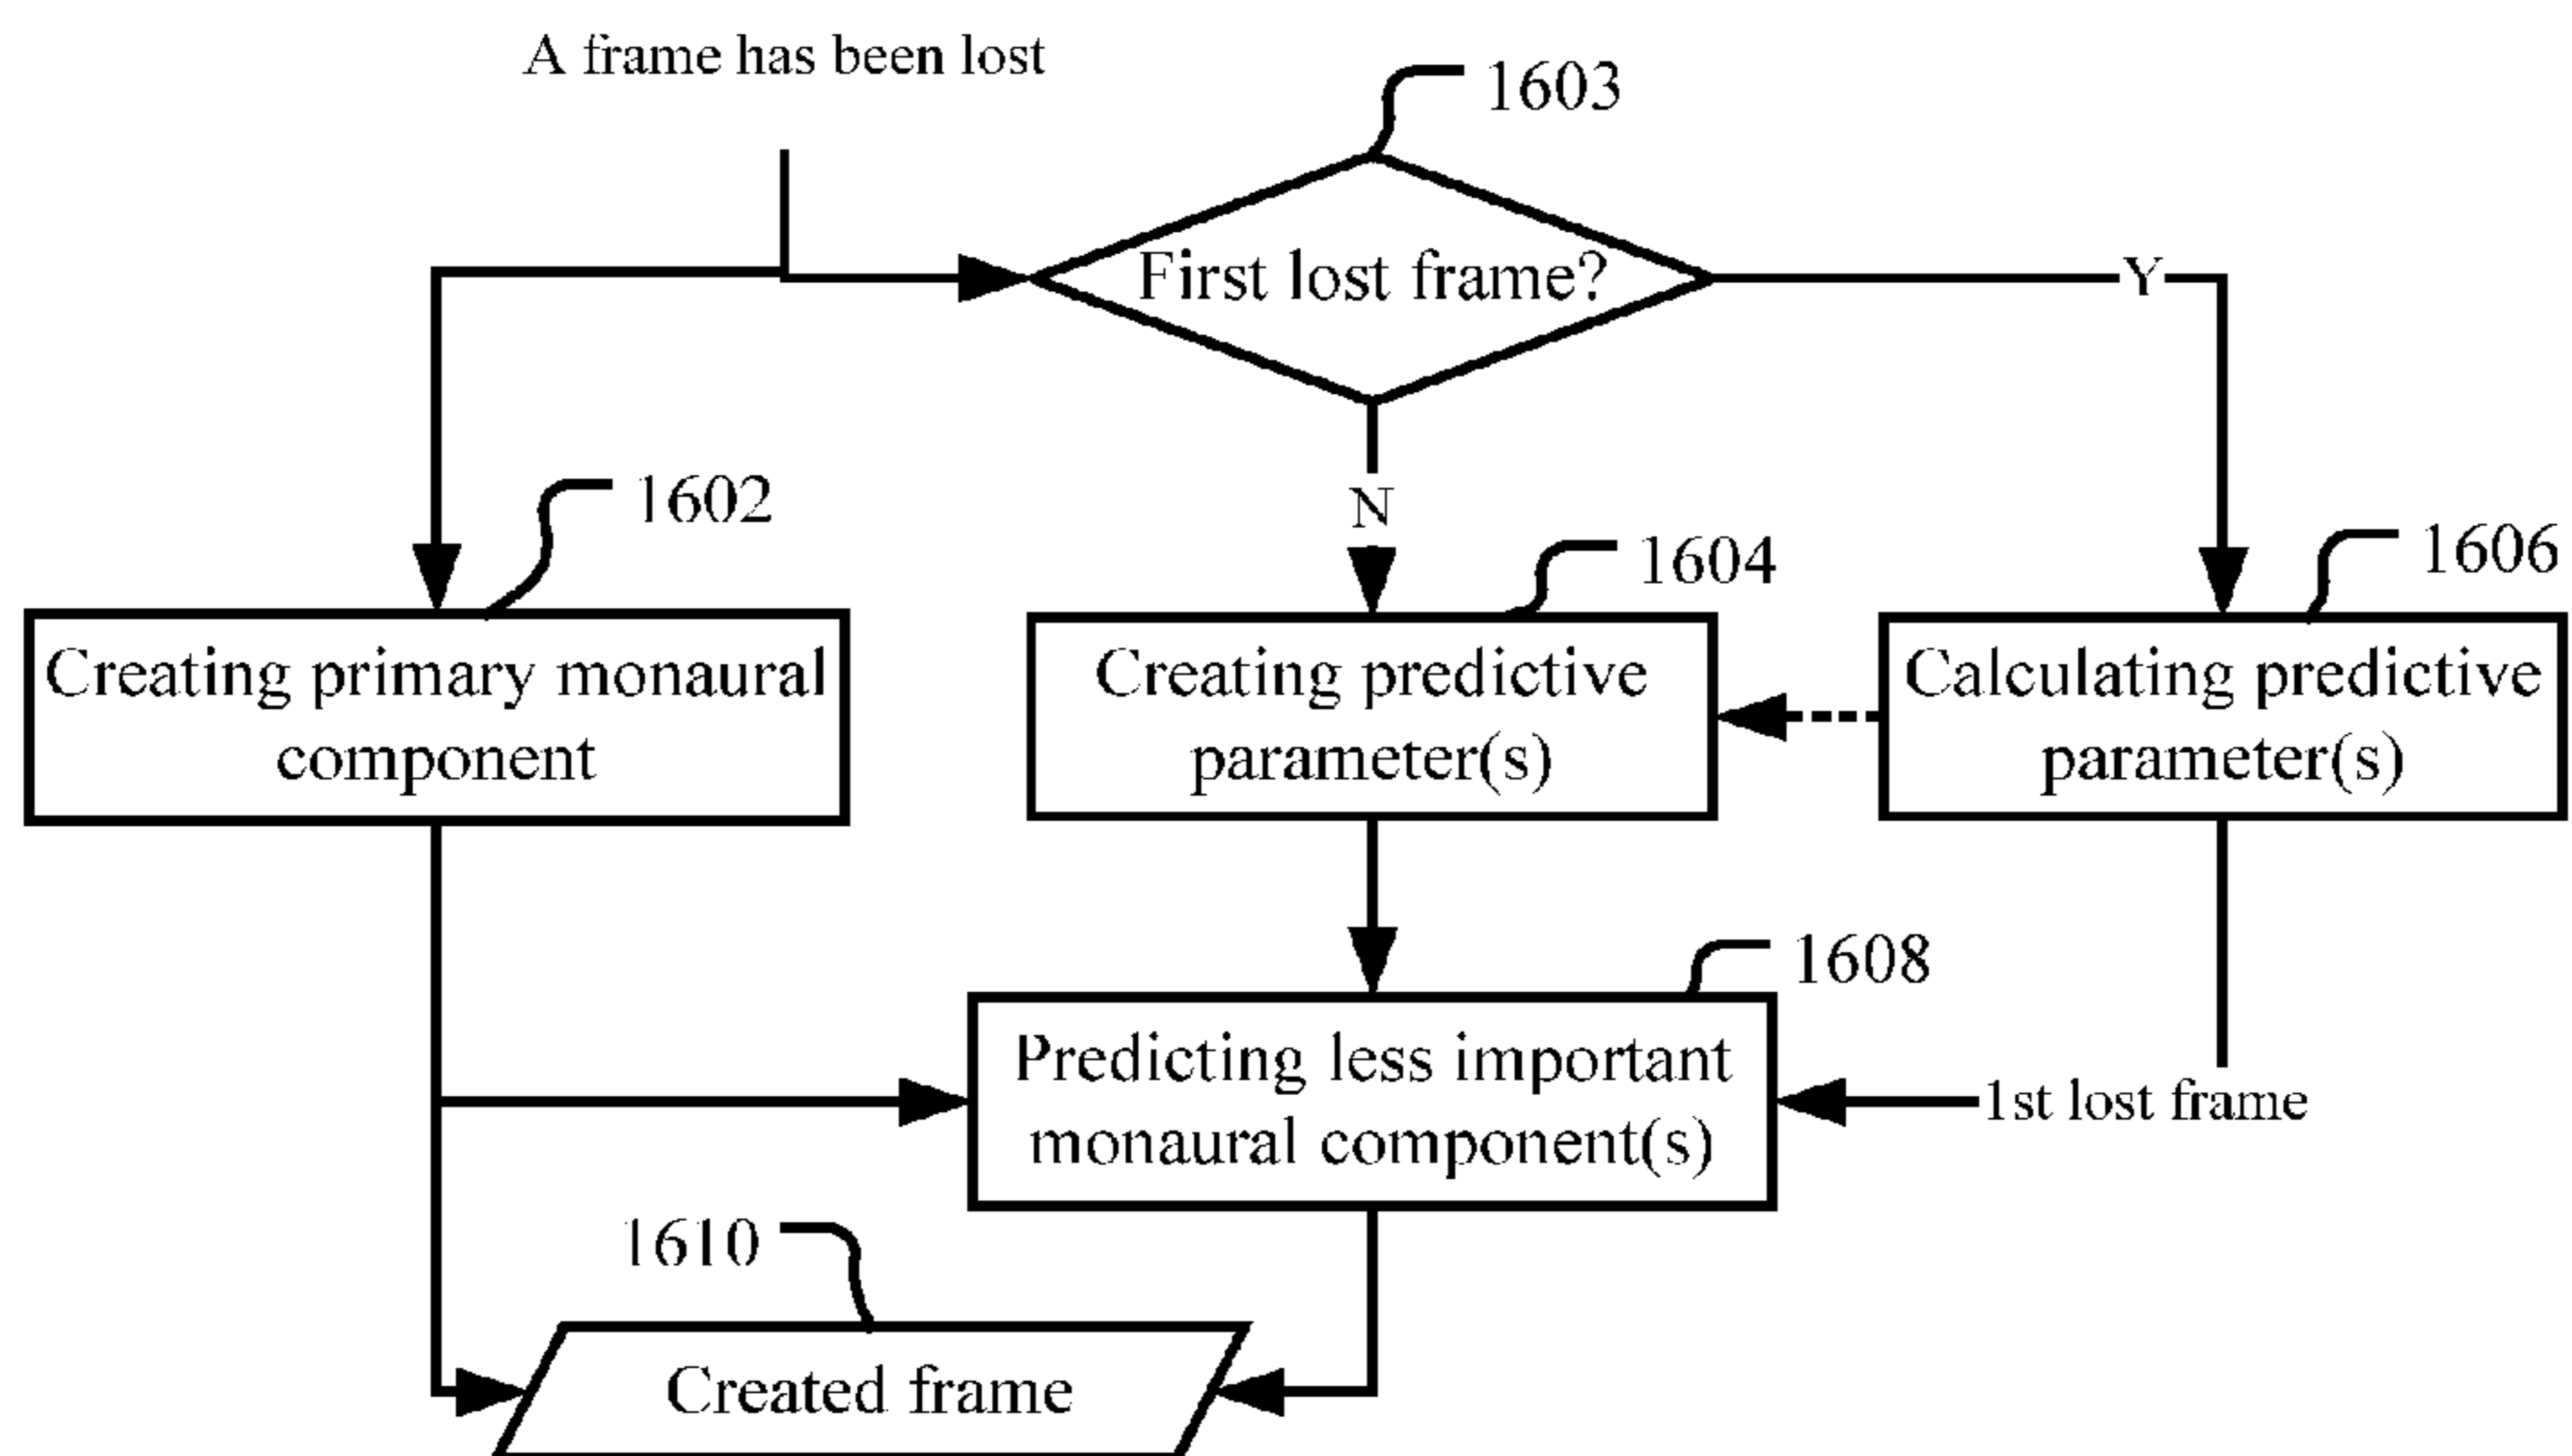 A frame has been lost
1603
First lost frame?
Y
N
1602
1604
1606
Creating primary monaural
component
Creating predictive
parameter(s)
Calculating predictive
parameter(s)
1608
Predicting less important
monaural component(s)
1st lost frame
1610
Created frame